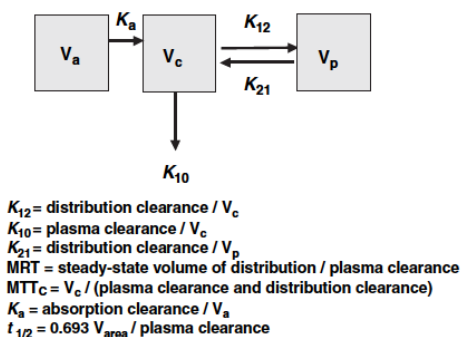 Ka
K12
Va
Vc
Vp
K21
K10
K12 = distribution clearance / Vc
K10 = plasma clearance / Vc
K21 = distribution clearance / Vp
MRT = steady-state volume of distribution / plasma clearance
MTTC = Vc / (plasma clearance and distribution clearance)
Ka = absorption clearance / Va
t 1/2 = 0.693 Varea / plasma clearance